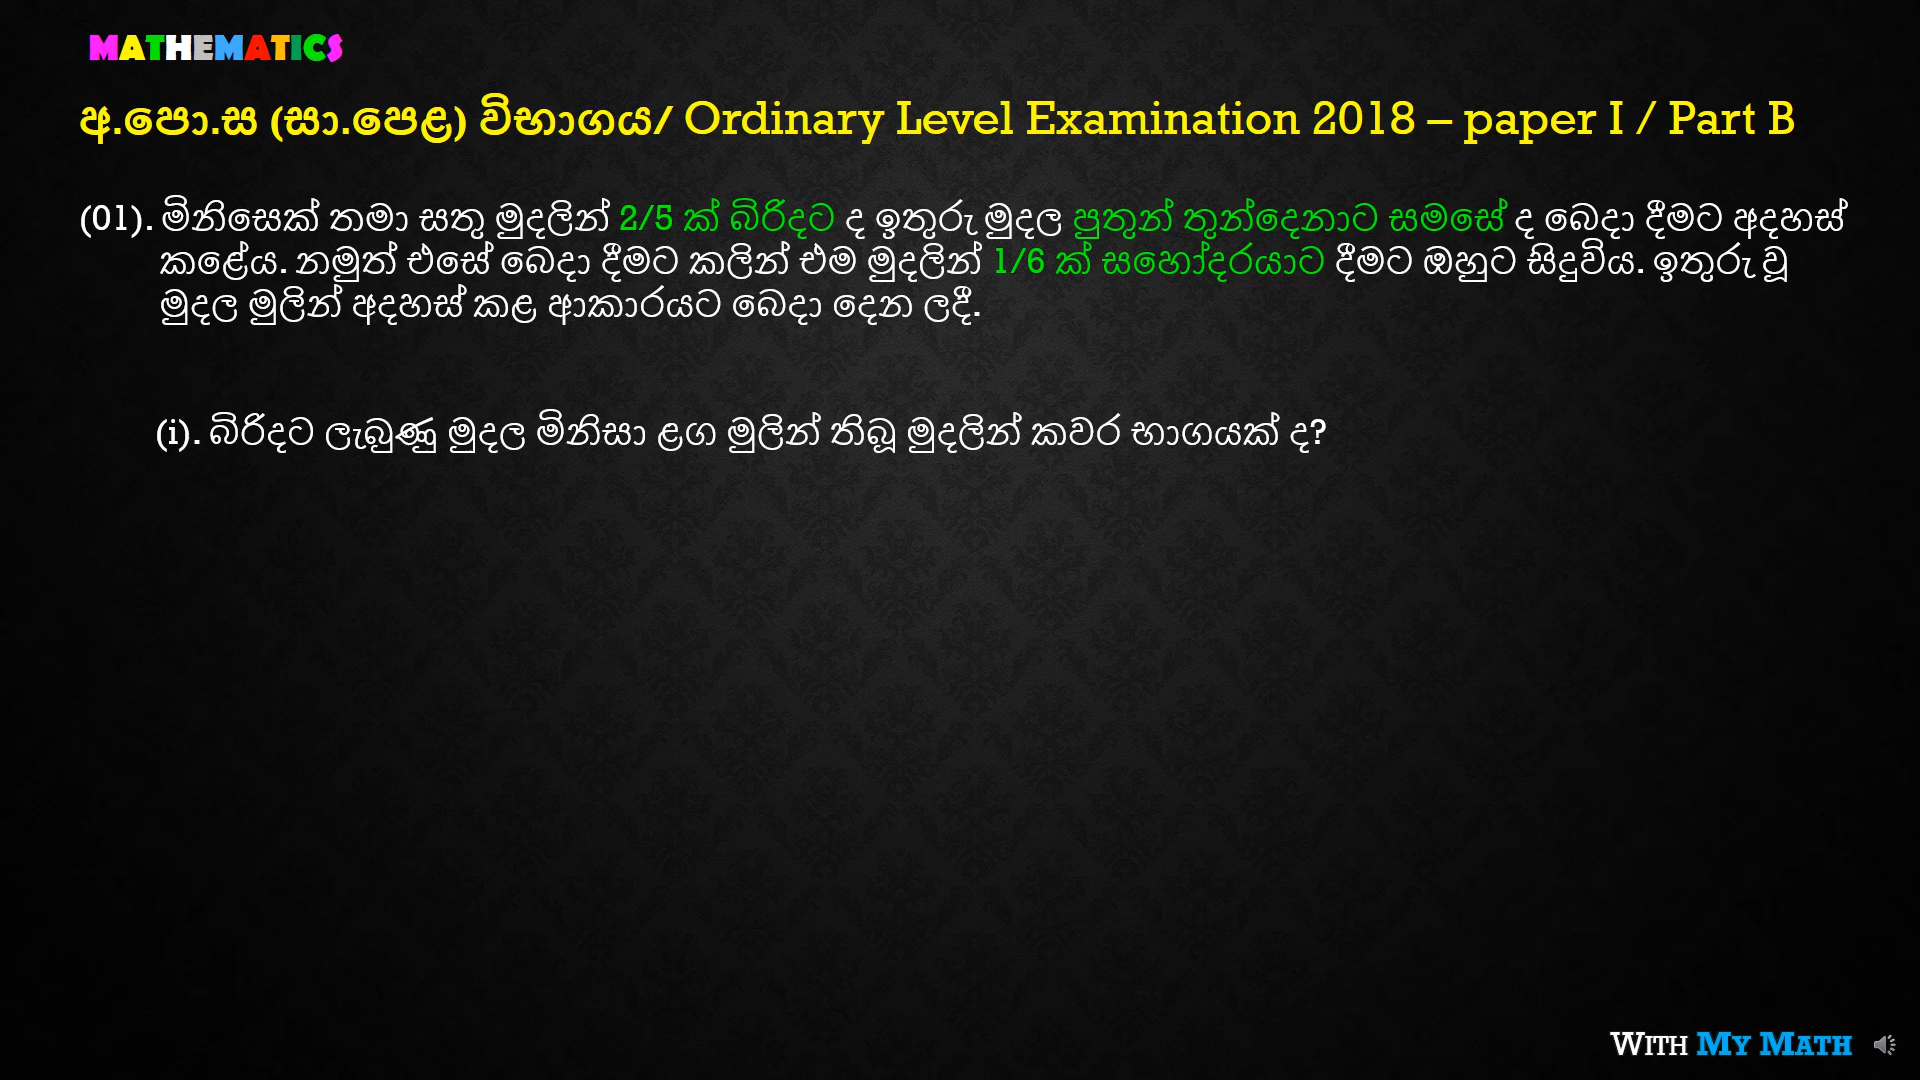 MATHEMATICS
අ.පො.ස (සා.පෙළ) විභාගය/ Ordinary Level Examination 2018 – paper I / Part B
(01). මිනිසෙක් තමා සතු මුදලින් 2/5 ක් බිරිදට ද ඉතුරු මුදල පුතුන් තුන්දෙනාට සමසේ ද බෙදා දීමට අදහස්
කළේය. නමුත් එසේ බෙදා දීමට කලින් එම මුදලින් 1/6 ක් සහෝදරයාට දීමට ඔහුට සිදුවිය. ඉතුරු වූ
මුදල මුලින් අදහස් කළ ආකාරයට බෙදා දෙන ලදී.
(i). බිරිදට ලැබුණු මුදල මිනිසා ළග මුලින් තිබූ මුදලින් කවර භාගයක් ද?
WITH MY MATH